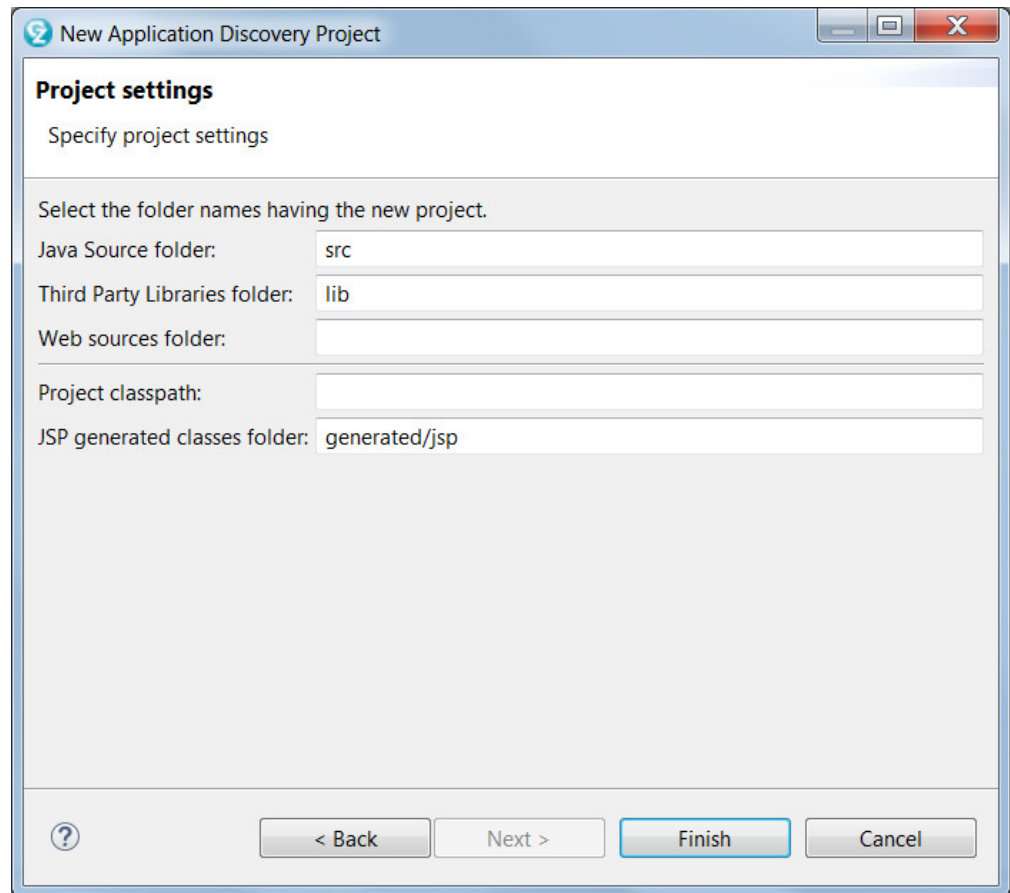 New Application Discovery Project
Project settings
Specify project settings
Select the folder names having the new project.
Java Source folder: src
Third Party Libraries folder: lib
Web sources folder:
Project classpath:
JSP generated classes folder: generated/jsp
? < Back Next > Finish Cancel